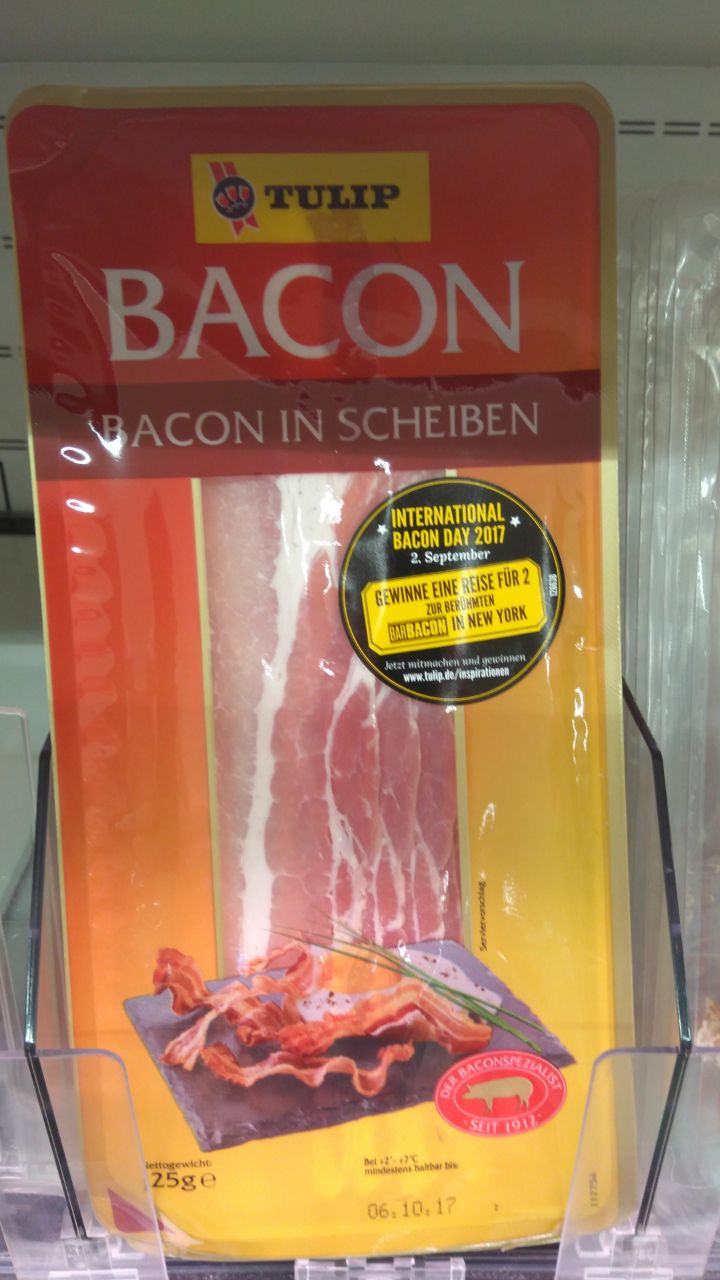 TULIP
BACON
BACON IN SCHEIBEN
INTERNATIONAL
BACON DAY 2017
2. September
GEWINNE EINE REISE FÜR 2
ZUR BERÜHMTEN
BARBACON IN NEW YORK
Jetzt mitmachen und gewinnen
www.tulip.de/inspirationen
Serviervorschlag
DER BACONSPEZIALIST
· SEIT 1912 ·
Nettogewicht:
25g ℮
Bei +2°- +7°C
mindestens haltbar bis:
06.10.17